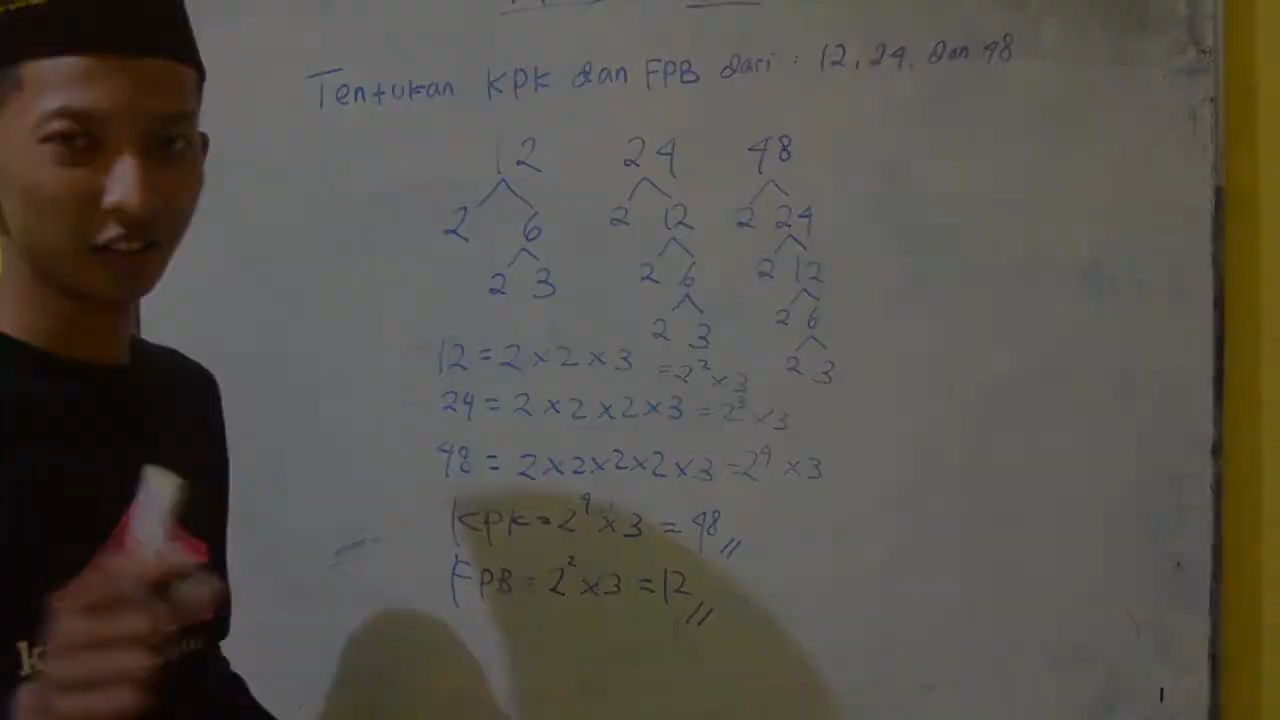 Tentukan KPK dan FPB dari : 12, 24, dan 48
12 24 48
2 6 2 12 2 24
2 3 2 6 2 12
2 3 2 6
2 3
12 = 2 × 2 × 3 = 2² × 3
24 = 2 × 2 × 2 × 3 = 2³ × 3
48 = 2 × 2 × 2 × 2 × 3 = 2⁴ × 3
KPK = 2⁴ × 3 = 48 //
FPB = 2² × 3 = 12 //